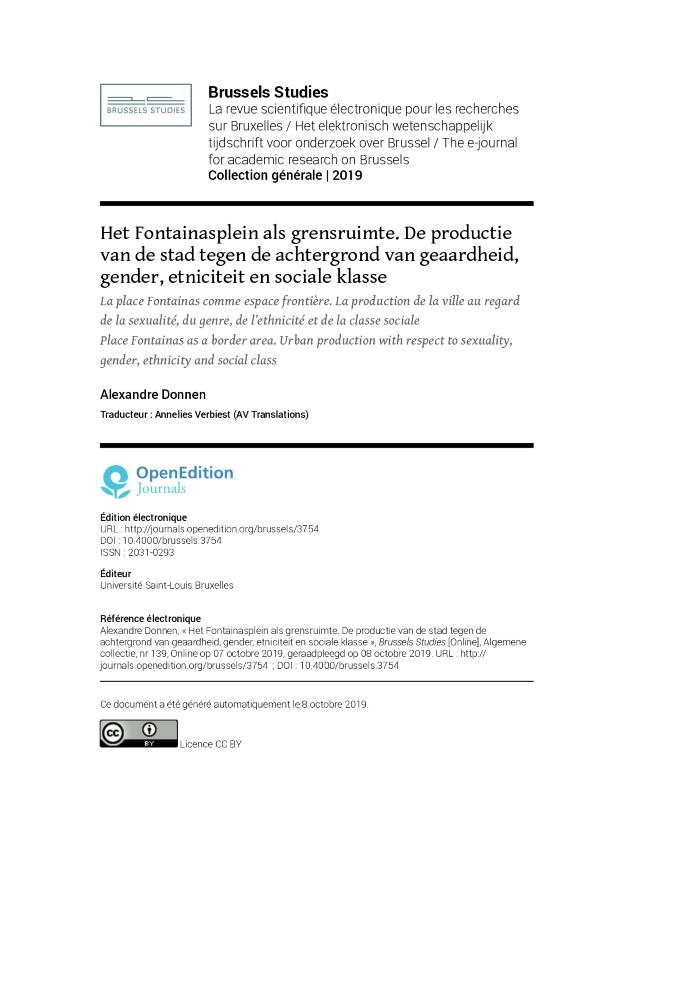 BRUSSELS STUDIES
Brussels Studies
La revue scientifique électronique pour les recherches
sur Bruxelles / Het elektronisch wetenschappelijk
tijdschrift voor onderzoek over Brussel / The e-journal
for academic research on Brussels
Collection générale | 2019
Het Fontainasplein als grensruimte. De productie
van de stad tegen de achtergrond van geaardheid,
gender, etniciteit en sociale klasse
La place Fontainas comme espace frontière. La production de la ville au regard
de la sexualité, du genre, de l’ethnicité et de la classe sociale
Place Fontainas as a border area. Urban production with respect to sexuality,
gender, ethnicity and social class
Alexandre Donnen
Traducteur : Annelies Verbiest (AV Translations)
OpenEdition
Journals
Édition électronique
URL : http://journals.openedition.org/brussels/3754
DOI : 10.4000/brussels.3754
ISSN : 2031-0293
Éditeur
Université Saint-Louis Bruxelles
Référence électronique
Alexandre Donnen, « Het Fontainasplein als grensruimte. De productie van de stad tegen de
achtergrond van geaardheid, gender, etniciteit en sociale klasse », Brussels Studies [Online], Algemene
collectie, nr 139, Online op 07 octobre 2019, geraadpleegd op 08 octobre 2019. URL : http://
journals.openedition.org/brussels/3754 ; DOI : 10.4000/brussels.3754
Ce document a été généré automatiquement le 8 octobre 2019.
cc BY
Licence CC BY